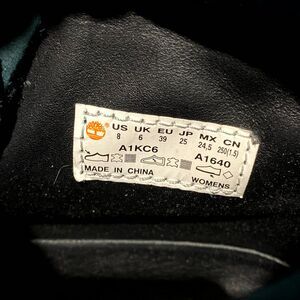 US UK EU JP MX CN
8 6 39 25 24.5 250(1.5)
A1KC6 A1640
MADE IN CHINA WOMENS